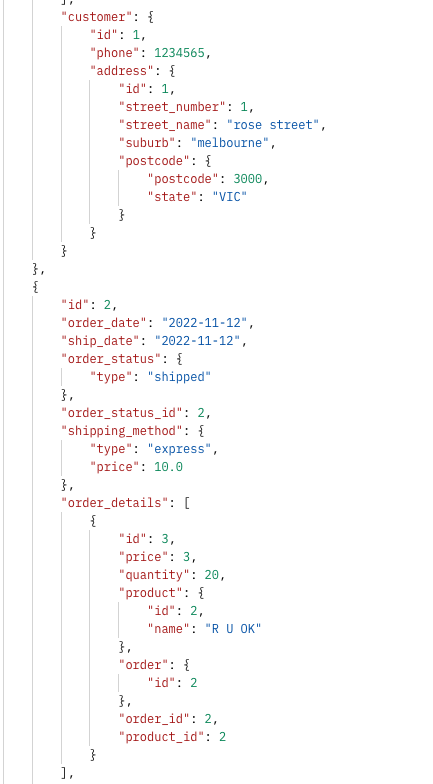 ],
"customer": {
"id": 1,
"phone": 1234565,
"address": {
"id": 1,
"street_number": 1,
"street_name": "rose street",
"suburb": "melbourne",
"postcode": {
"postcode": 3000,
"state": "VIC"
}
}
}
},
{
"id": 2,
"order_date": "2022-11-12",
"ship_date": "2022-11-12",
"order_status": {
"type": "shipped"
},
"order_status_id": 2,
"shipping_method": {
"type": "express",
"price": 10.0
},
"order_details": [
{
"id": 3,
"price": 3,
"quantity": 20,
"product": {
"id": 2,
"name": "R U OK"
},
"order": {
"id": 2
},
"order_id": 2,
"product_id": 2
}
],